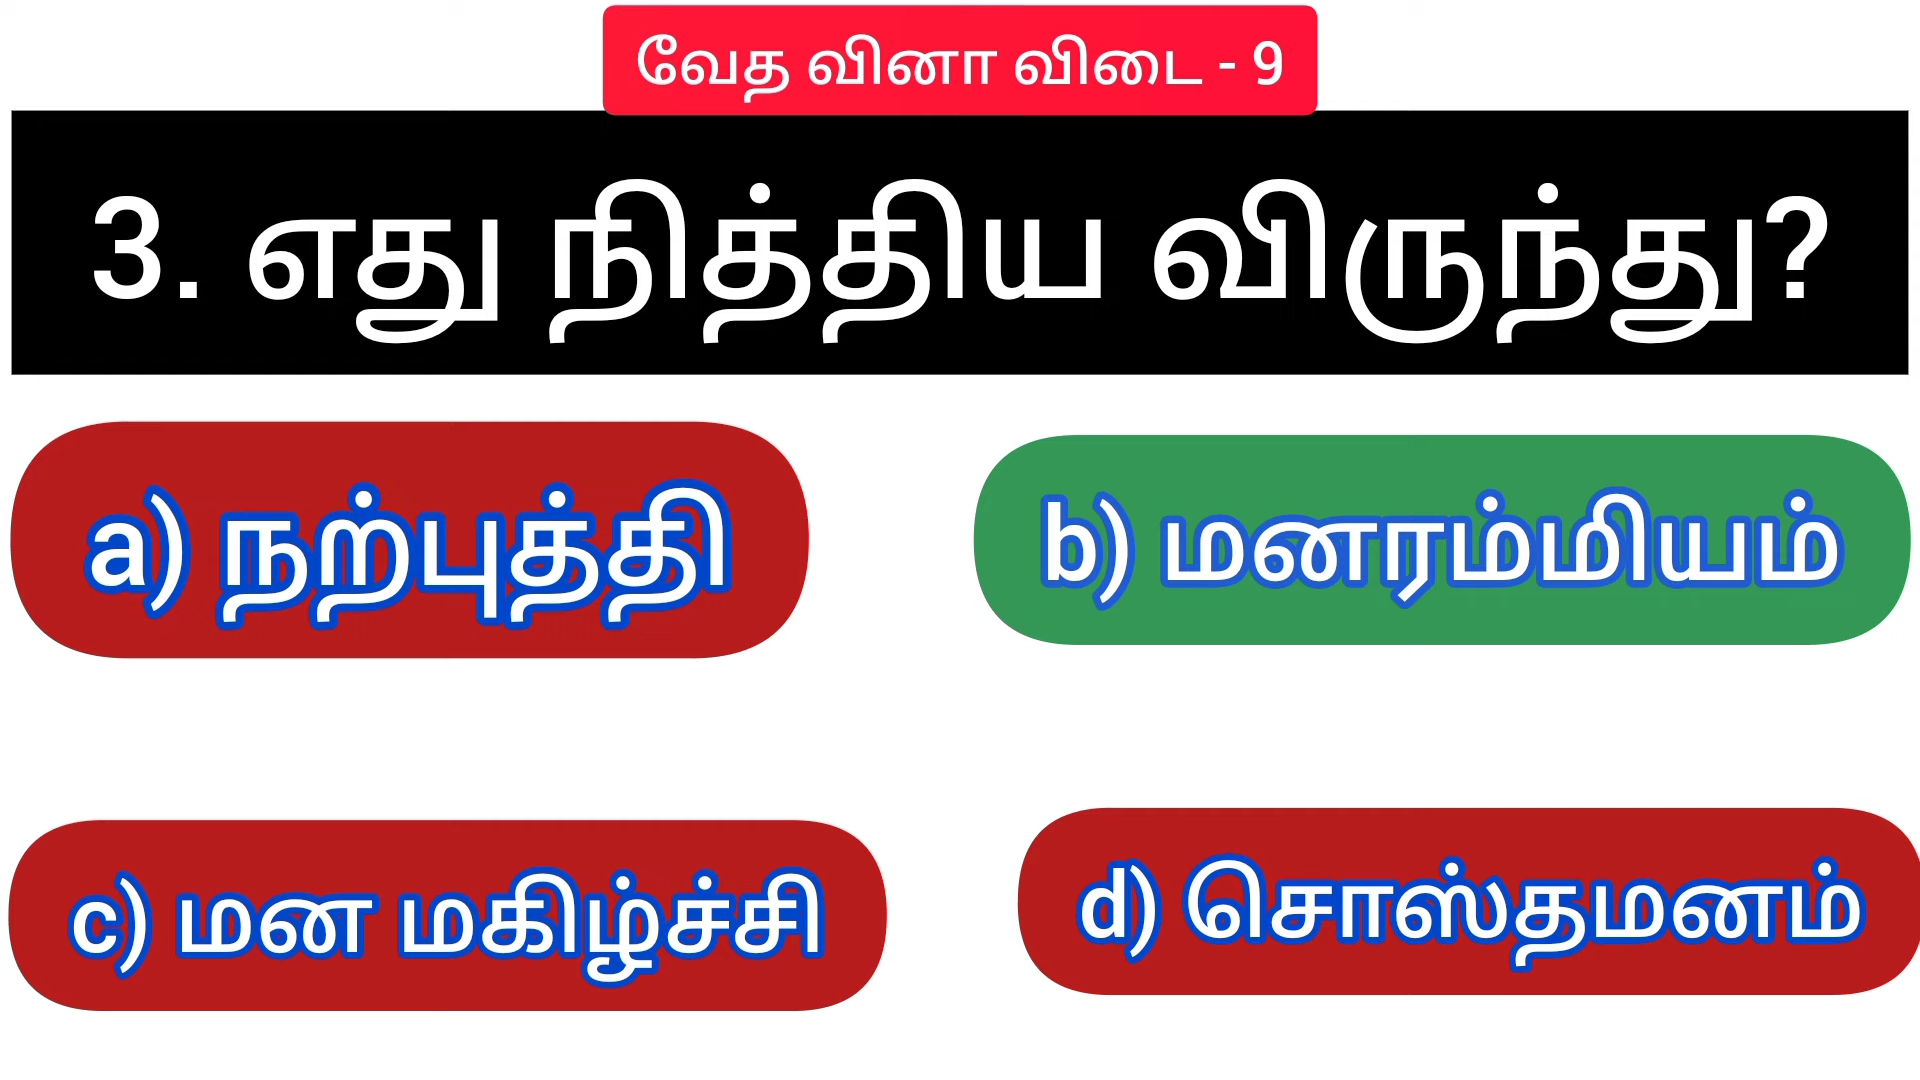 வேத வினா விடை - 9
3. எது நித்திய விருந்து?
a) நற்புத்தி
b) மனரம்மியம்
c) மன மகிழ்ச்சி
d) சொஸ்தமனம்